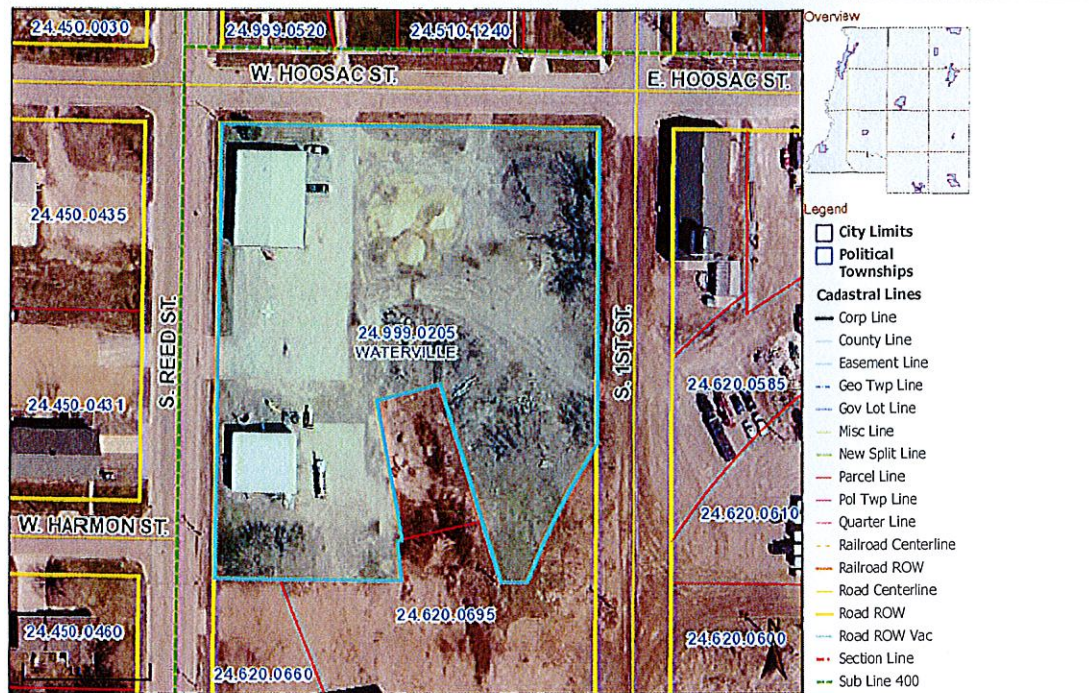 24.450.0030
24.999.0520
24.510.1240
W. HOOSAC ST.
E. HOOSAC ST.
24.450.0435
S. REED ST.
24.999.0205
WATERVILLE
S. 1ST ST.
24.620.0585
24.450.0431
24.620.0610
W. HARMON ST.
24.620.0695
24.450.0460
24.620.0660
24.620.0600
N
Overview
Legend
City Limits
Political
Townships
Cadastral Lines
Corp Line
County Line
Easement Line
Geo Twp Line
Gov Lot Line
Misc Line
New Split Line
Parcel Line
Pol Twp Line
Quarter Line
Railroad Centerline
Railroad ROW
Road Centerline
Road ROW
Road ROW Vac
Section Line
Sub Line 400